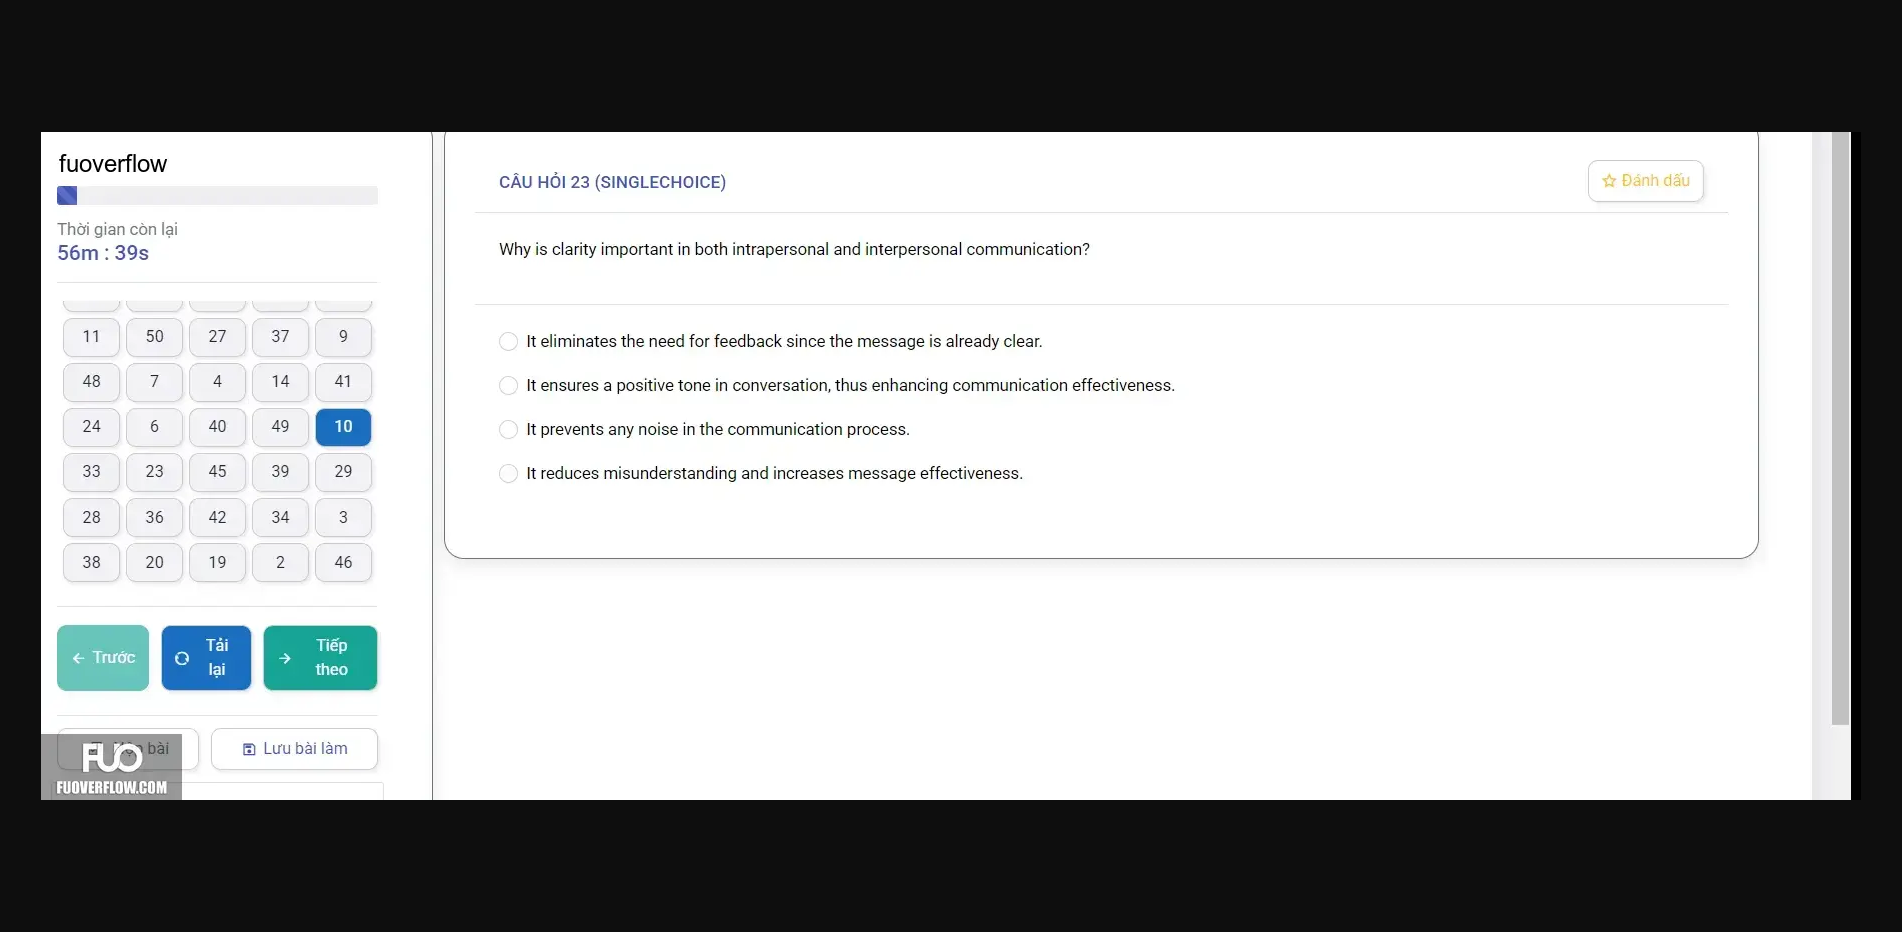 fuoverflow
Thời gian còn lại
56m : 39s
11 50 27 37 9
48 7 4 14 41
24 6 40 49 10
33 23 45 39 29
28 36 42 34 3
38 20 19 2 46
Trước
Tải lại
Tiếp theo
bài
Lưu bài làm
FUO
FUOVERFLOW.COM
CÂU HỎI 23 (SINGLECHOICE)
Đánh dấu
Why is clarity important in both intrapersonal and interpersonal communication?
It eliminates the need for feedback since the message is already clear.
It ensures a positive tone in conversation, thus enhancing communication effectiveness.
It prevents any noise in the communication process.
It reduces misunderstanding and increases message effectiveness.